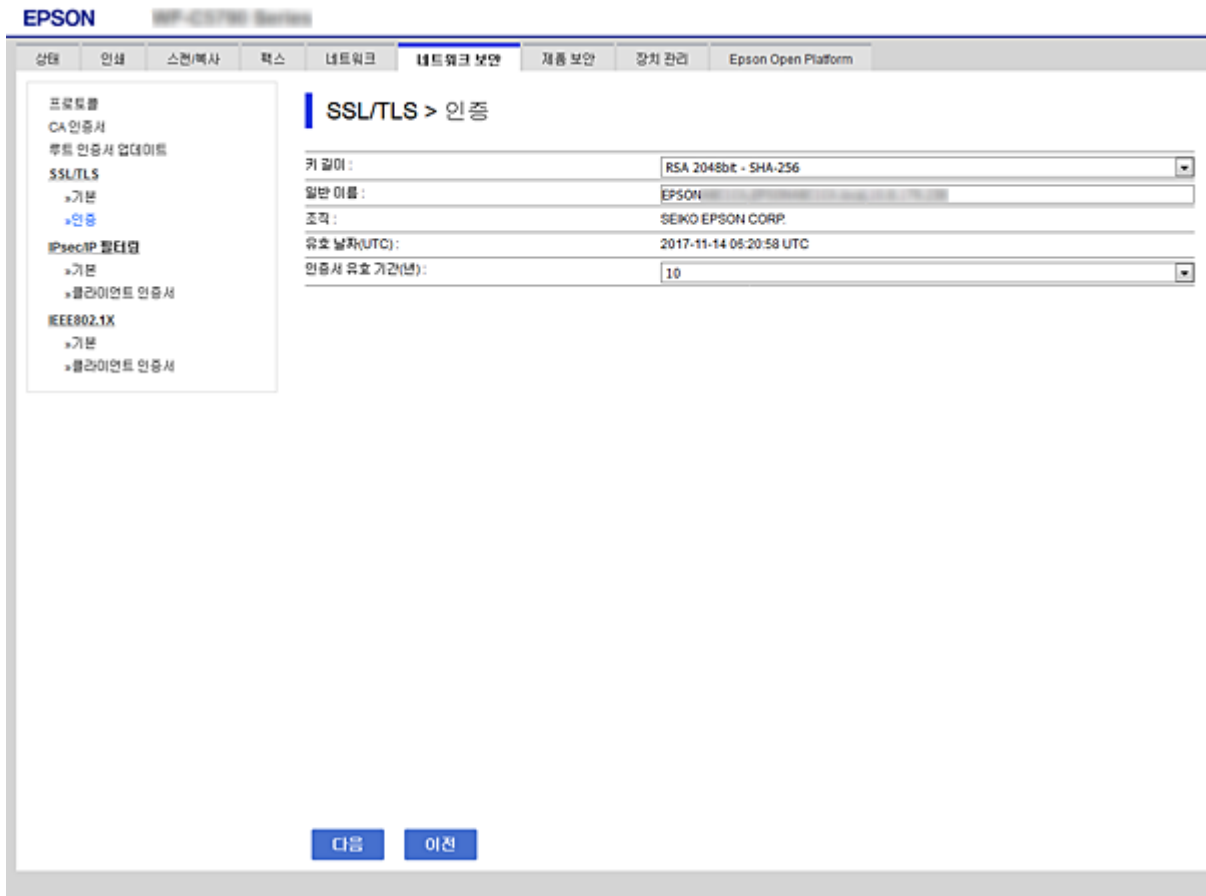 EPSON
상태 인쇄 스캔/복사 팩스 네트워크 네트워크 보안 제품 보안 장치 관리 Epson Open Platform
프로토콜
CA 인증서
루트 인증서 업데이트
SSL/TLS
»기본
»인증
IPsec/IP 필터링
»기본
»클라이언트 인증서
IEEE802.1X
»기본
»클라이언트 인증서
SSL/TLS > 인증
키 길이 : RSA 2048bit - SHA-256
일반 이름 : EPSON
조직 : SEIKO EPSON CORP.
유효 날짜(UTC) : 2017-11-14 06:20:58 UTC
인증서 유효 기간(년) : 10
다음 이전